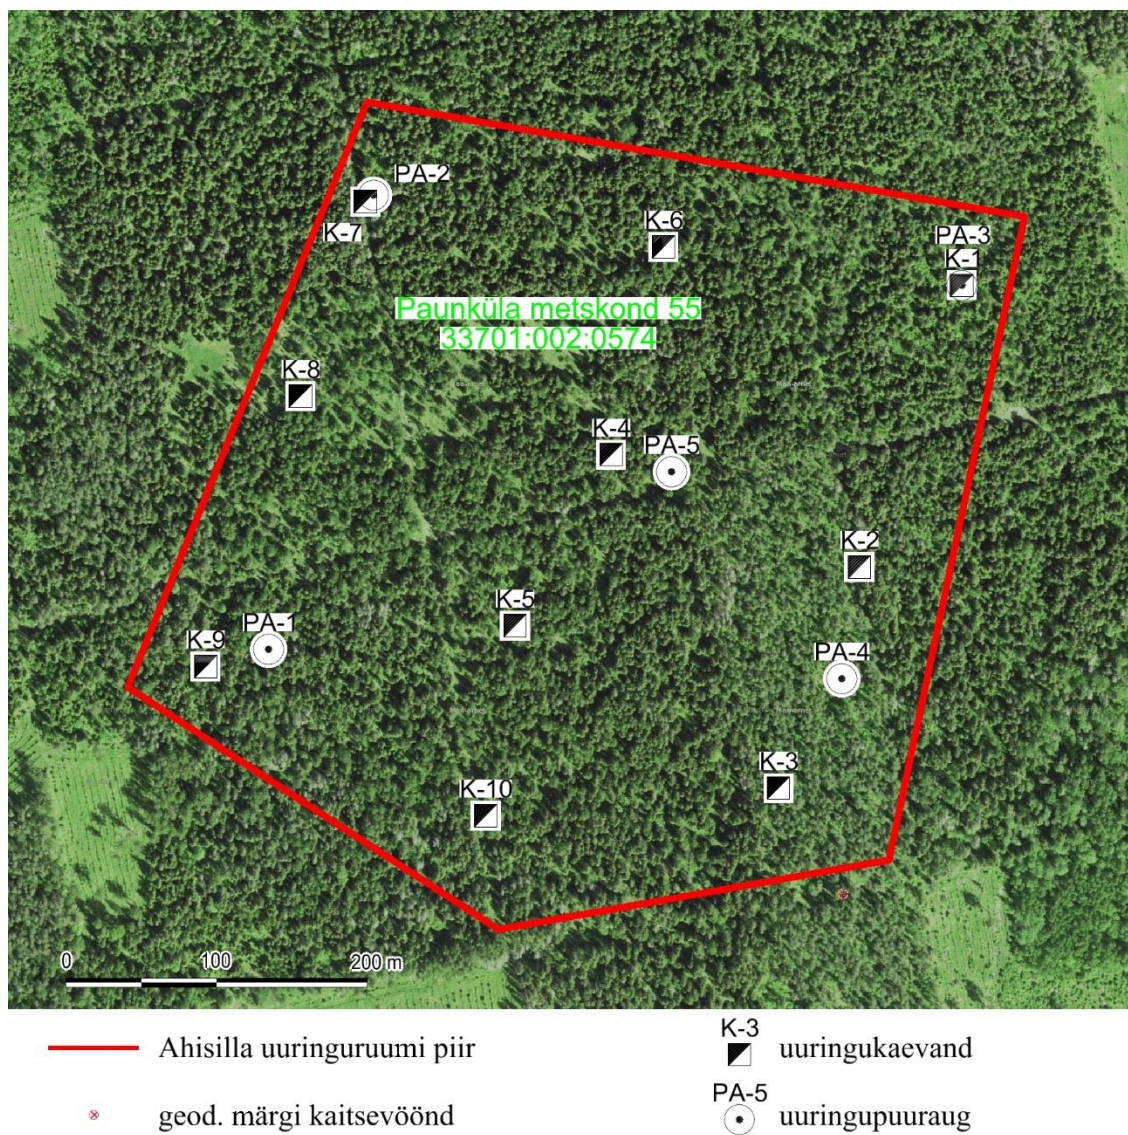 PA-2
K-7
K-6
PA-3
K-1
Paunküla metskond 55
33701:002:0574
K-8
K-4
PA-5
K-2
K-5
PA-1
K-9
PA-4
K-3
K-10
0 100 200 m
Ahisilla uuringuruumi piir
K-3
uuringukaevand
geod. märgi kaitsevöönd
PA-5
uuringupuuraug